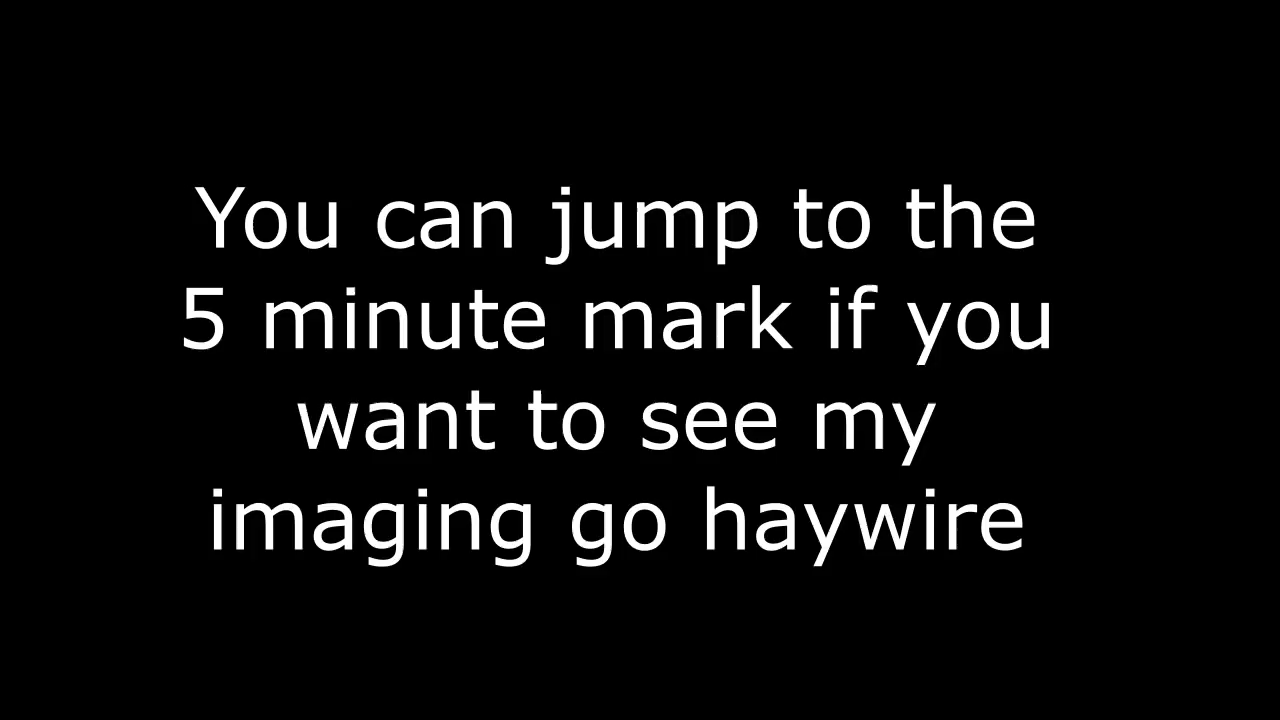 You can jump to the
5 minute mark if you
want to see my
imaging go haywire